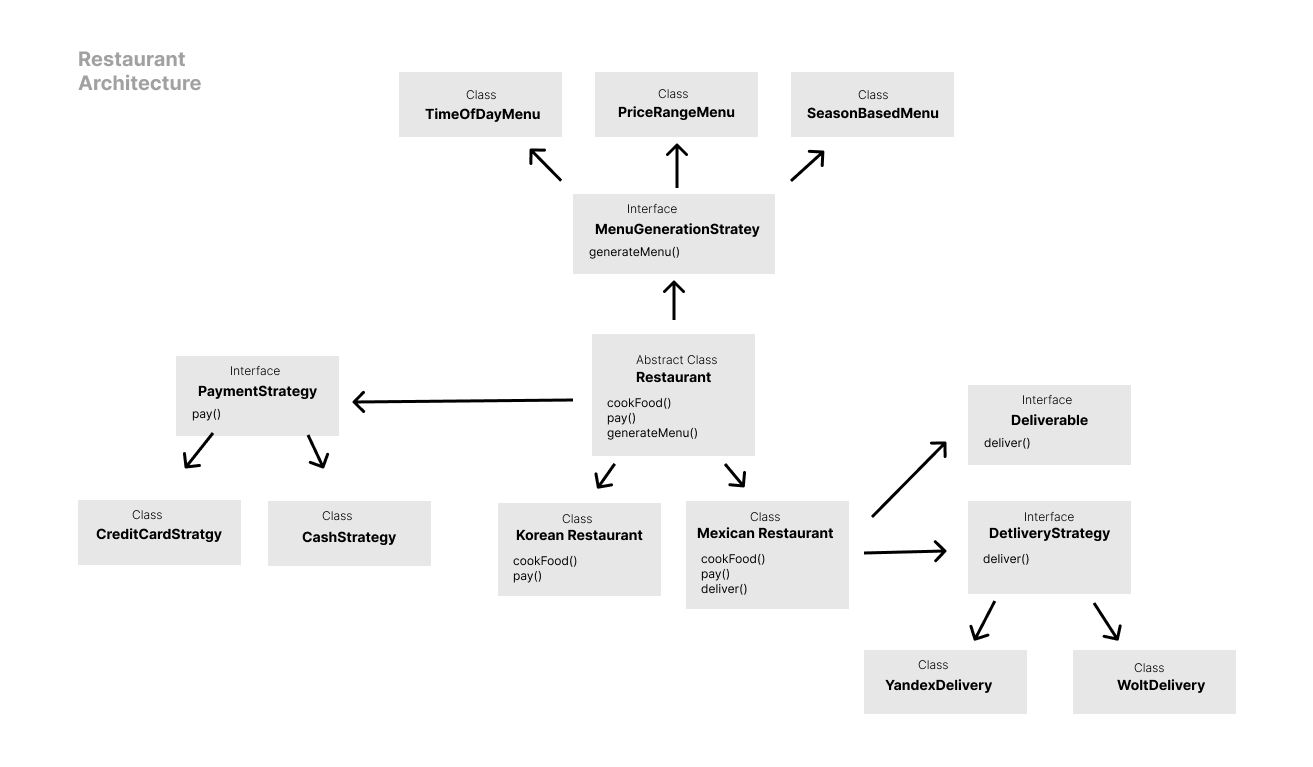 Restaurant
Architecture
Class
TimeOfDayMenu
Class
PriceRangeMenu
Class
SeasonBasedMenu
Interface
MenuGenerationStratey
generateMenu()
Abstract Class
Restaurant
cookFood()
pay()
generateMenu()
Interface
PaymentStrategy
pay()
Interface
Deliverable
deliver()
Class
CreditCardStratgy
Class
CashStrategy
Class
Korean Restaurant
cookFood()
pay()
Class
Mexican Restaurant
cookFood()
pay()
deliver()
Interface
DetliveryStrategy
deliver()
Class
YandexDelivery
Class
WoltDelivery